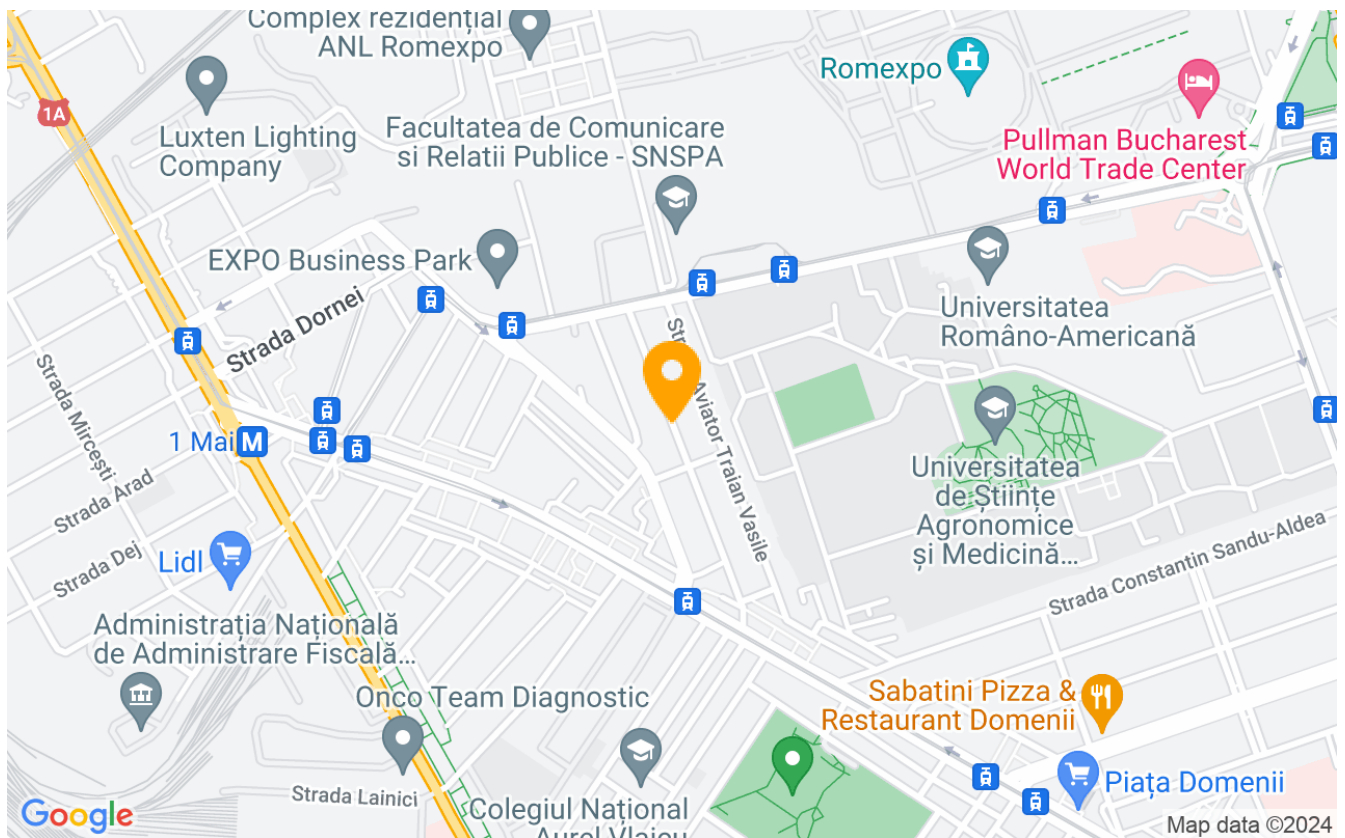 Complex rezidențial
ANL Romexpo
Romexpo
1A
Luxten Lighting
Company
Facultatea de Comunicare
si Relatii Publice - SNSPA
Pullman Bucharest
World Trade Center
EXPO Business Park
Strada Dornei
Universitatea
Româno-Americană
Strada Mircești
Aviator Traian Vasile
1 Mai
M
Universitatea
de Științe
Agronomice
și Medicină...
Strada Arad
Strada Dej
Lidl
Strada Constantin Sandu-Aldea
Administrația Națională
de Administrare Fiscală...
Onco Team Diagnostic
Sabatini Pizza &
Restaurant Domenii
Piața Domenii
Strada Lainici
Colegiul Național
Aurel Vlaicu
Google
Map data ©2024